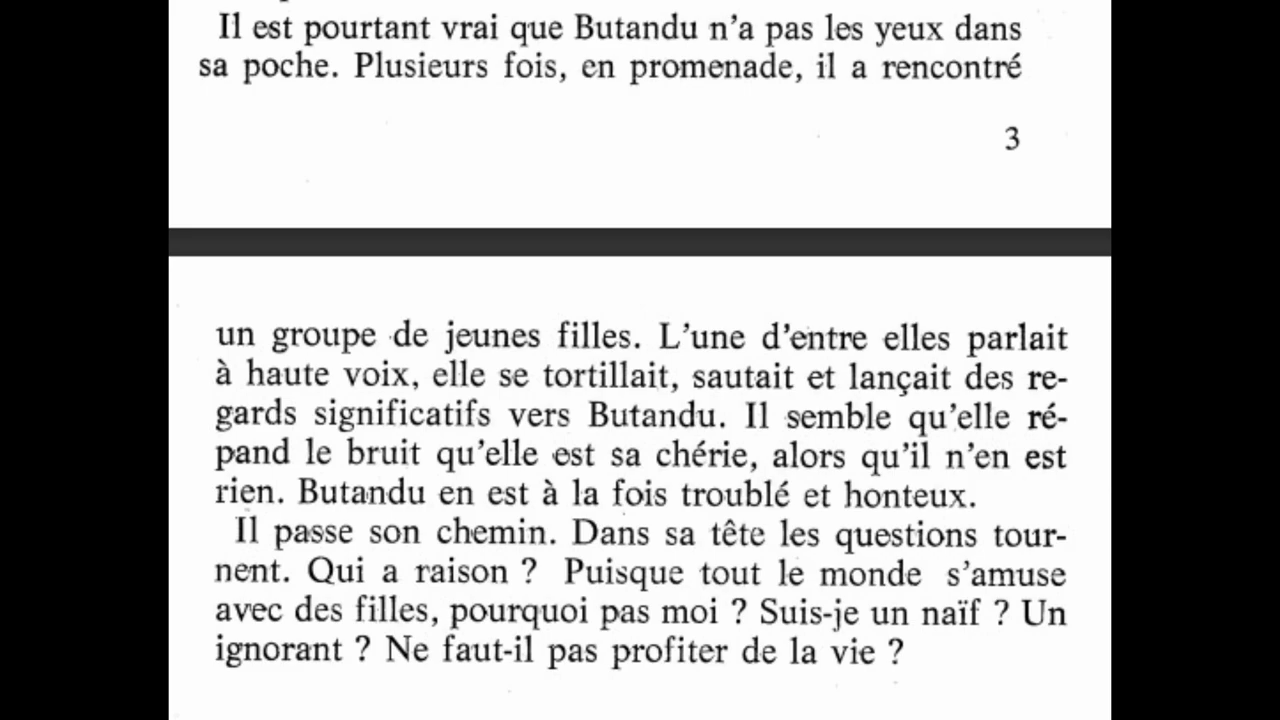 Il est pourtant vrai que Butandu n'a pas les yeux dans
sa poche. Plusieurs fois, en promenade, il a rencontré
3
un groupe de jeunes filles. L'une d'entre elles parlait
à haute voix, elle se tortillait, sautait et lançait des re-
gards significatifs vers Butandu. Il semble qu'elle ré-
pand le bruit qu'elle est sa chérie, alors qu'il n'en est
rien. Butandu en est à la fois troublé et honteux.
Il passe son chemin. Dans sa tête les questions tour-
nent. Qui a raison ? Puisque tout le monde s'amuse
avec des filles, pourquoi pas moi ? Suis-je un naïf ? Un
ignorant ? Ne faut-il pas profiter de la vie ?